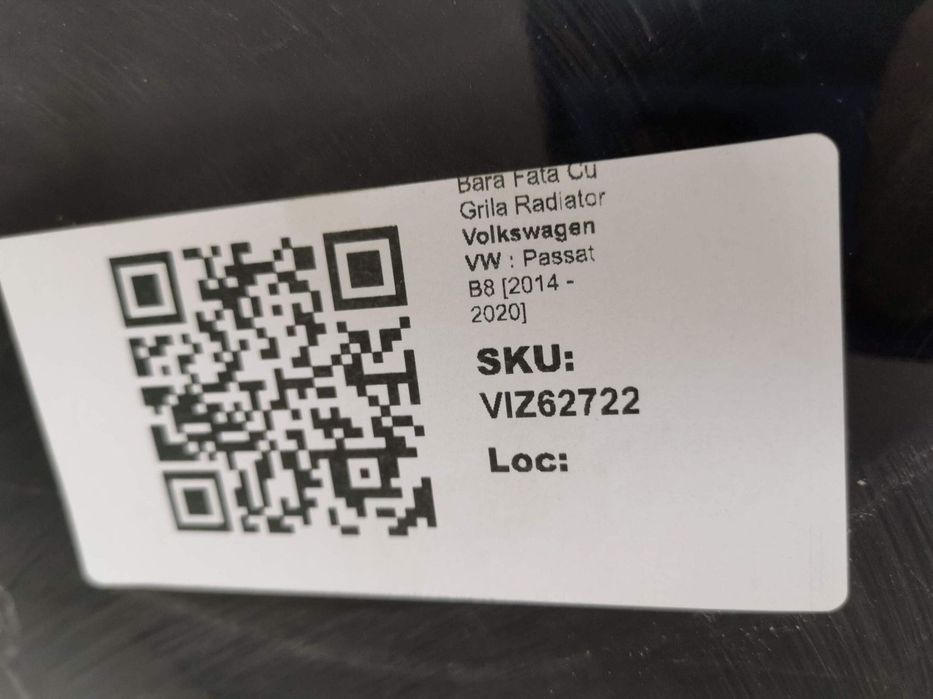 Bara Fata Cu
Grila Radiator
Volkswagen
VW : Passat
B8 [2014 -
2020]
SKU:
VIZ62722
Loc: